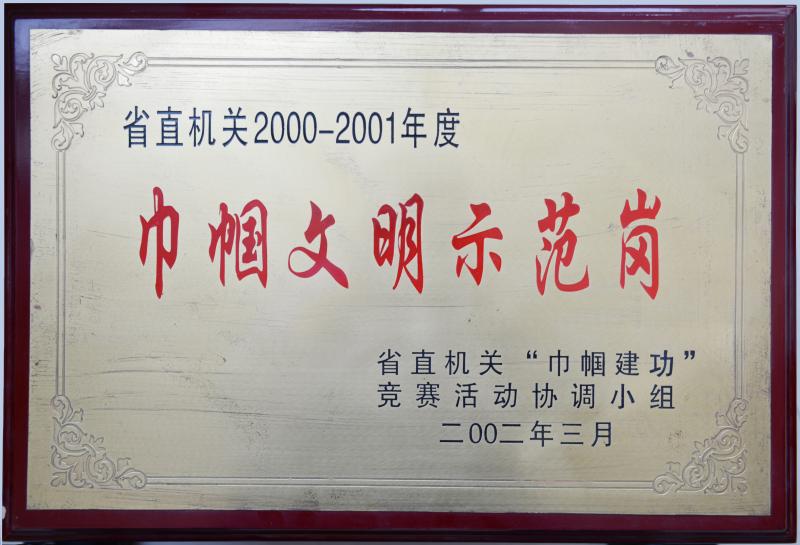 省直机关2000-2001年度
巾帼文明示范岗
省直机关“巾帼建功”
竞赛活动协调小组
二00二年三月